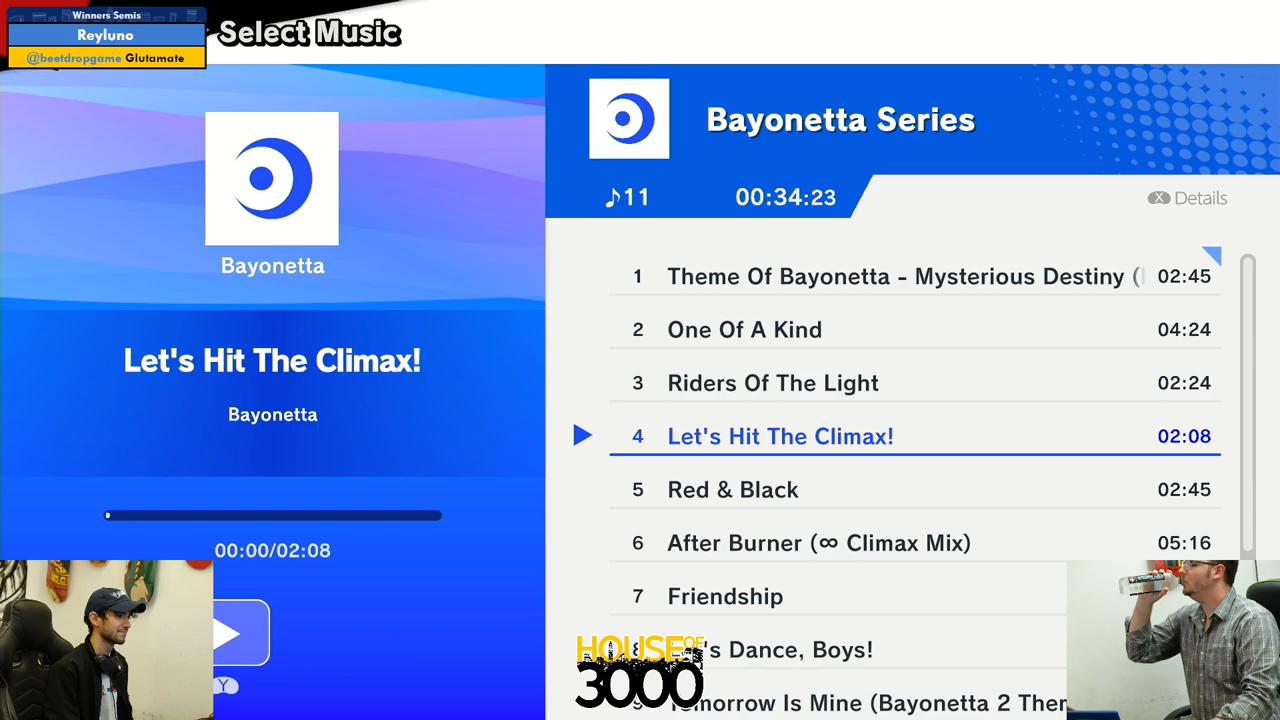 Winners Semis
Reyluno
@beetdropgame Glutamate
Select Music
Bayonetta
Let's Hit The Climax!
Bayonetta
00:00/02:08
Y
Bayonetta Series
♪11 00:34:23
X Details
1 Theme Of Bayonetta - Mysterious Destiny ( 02:45
2 One Of A Kind 04:24
3 Riders Of The Light 02:24
4 Let's Hit The Climax! 02:08
5 Red & Black 02:45
6 After Burner (∞ Climax Mix) 05:16
7 Friendship
8 's Dance, Boys!
9 Tomorrow Is Mine (Bayonetta 2 Them
HOUSE OF
3000